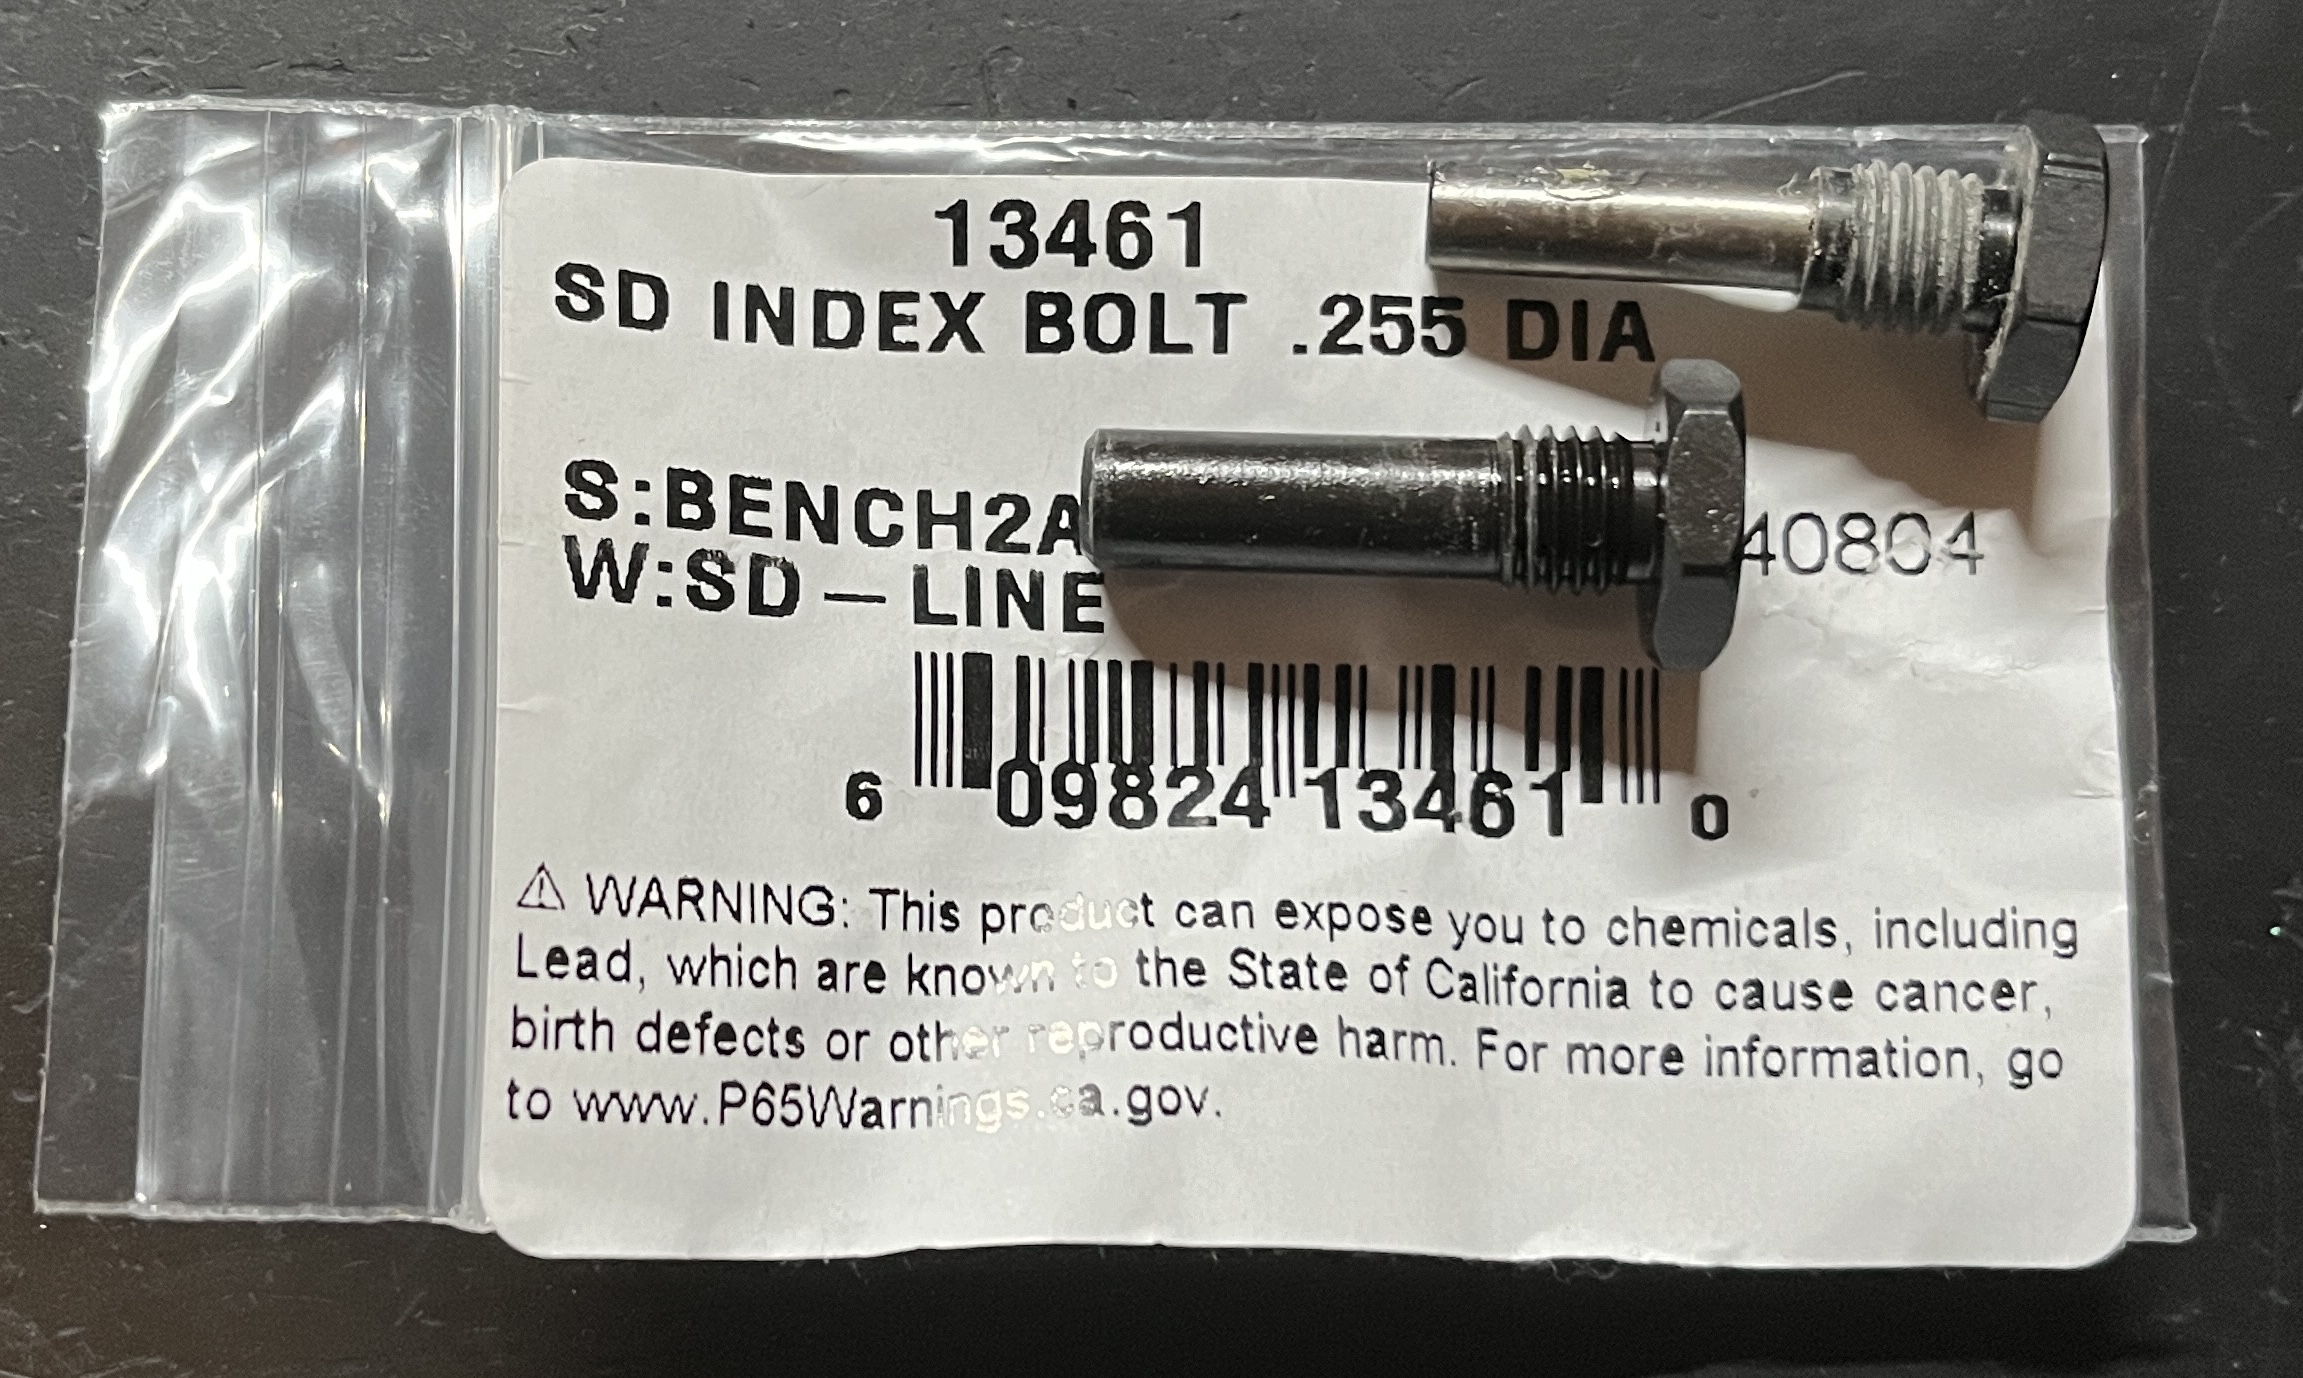 13461
SD INDEX BOLT .255 DIA
S:BENCH2A 40804
W:SD-LINE
6 09824 13461 0
⚠ WARNING: This product can expose you to chemicals, including
Lead, which are known to the State of California to cause cancer,
birth defects or other reproductive harm. For more information, go
to www.P65Warnings.ca.gov.